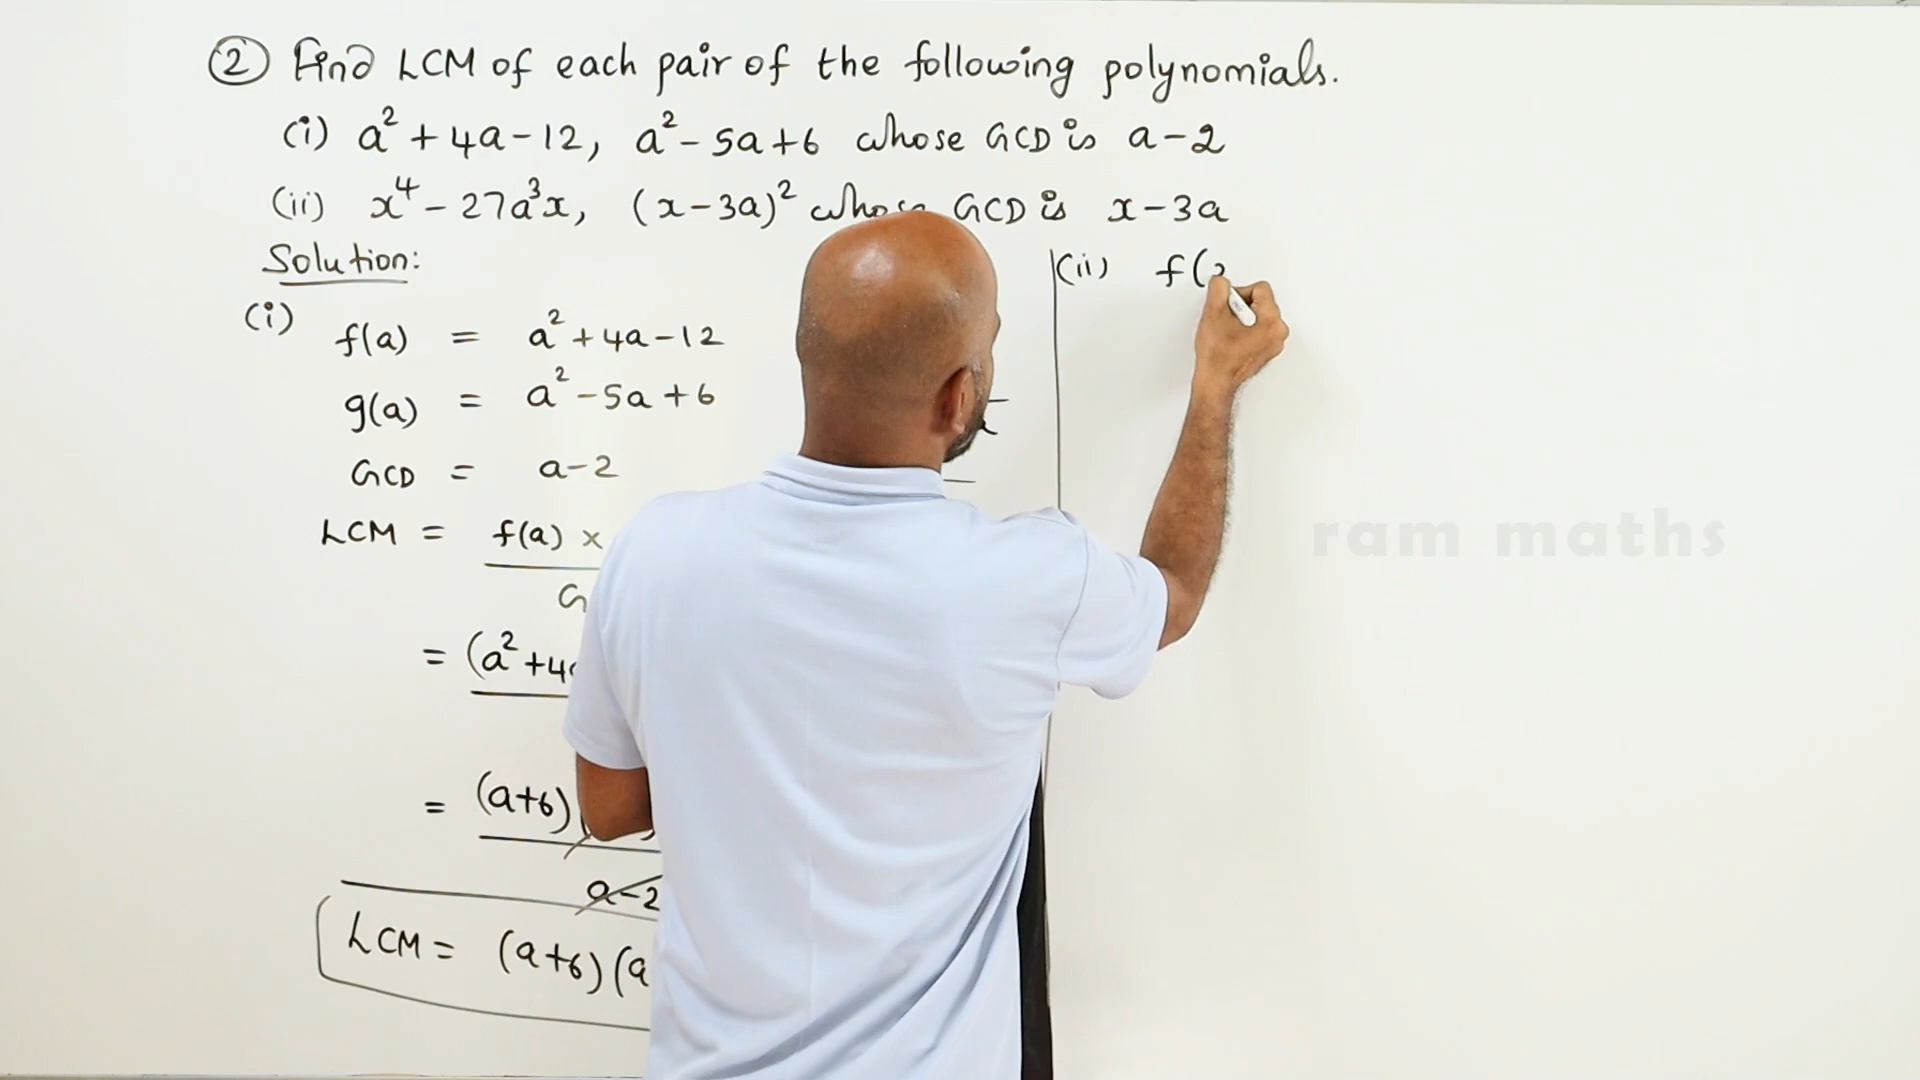 ② Find LCM of each pair of the following polynomials.
(i) a² + 4a - 12, a² - 5a + 6 whose GCD is a - 2
(ii) x⁴ - 27a³x, (x - 3a)² whose GCD is x - 3a
Solution:
(i) f(a) = a² + 4a - 12
g(a) = a² - 5a + 6
GCD = a - 2
LCM = f(a) ×
G
= (a² + 4
= (a+6)
a-2
LCM = (a+6)(a
(ii) f(
ram maths